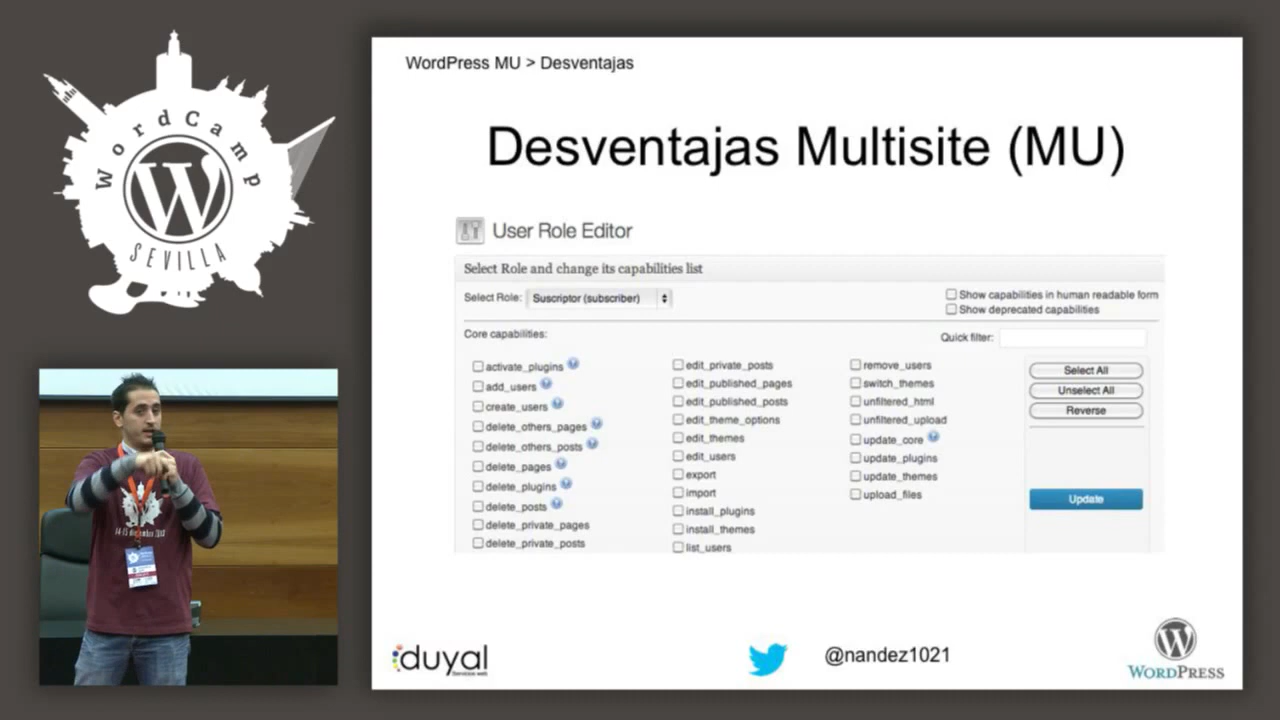 WordCamp
SEVILLA
WordPress MU > Desventajas
Desventajas Multisite (MU)
User Role Editor
Select Role and change its capabilities list
Select Role: Suscriptor (subscriber)
Show capabilities in human readable form
Show deprecated capabilities
Core capabilities:
Quick filter:
activate_plugins
add_users
create_users
delete_others_pages
delete_others_posts
delete_pages
delete_plugins
delete_posts
delete_private_pages
delete_private_posts
edit_private_posts
edit_published_pages
edit_published_posts
edit_theme_options
edit_themes
edit_users
export
import
install_plugins
install_themes
list_users
remove_users
switch_themes
unfiltered_html
unfiltered_upload
update_core
update_plugins
update_themes
upload_files
Select All
Unselect All
Reverse
Update
duyal
Servicios web
@nandez1021
WORDPRESS